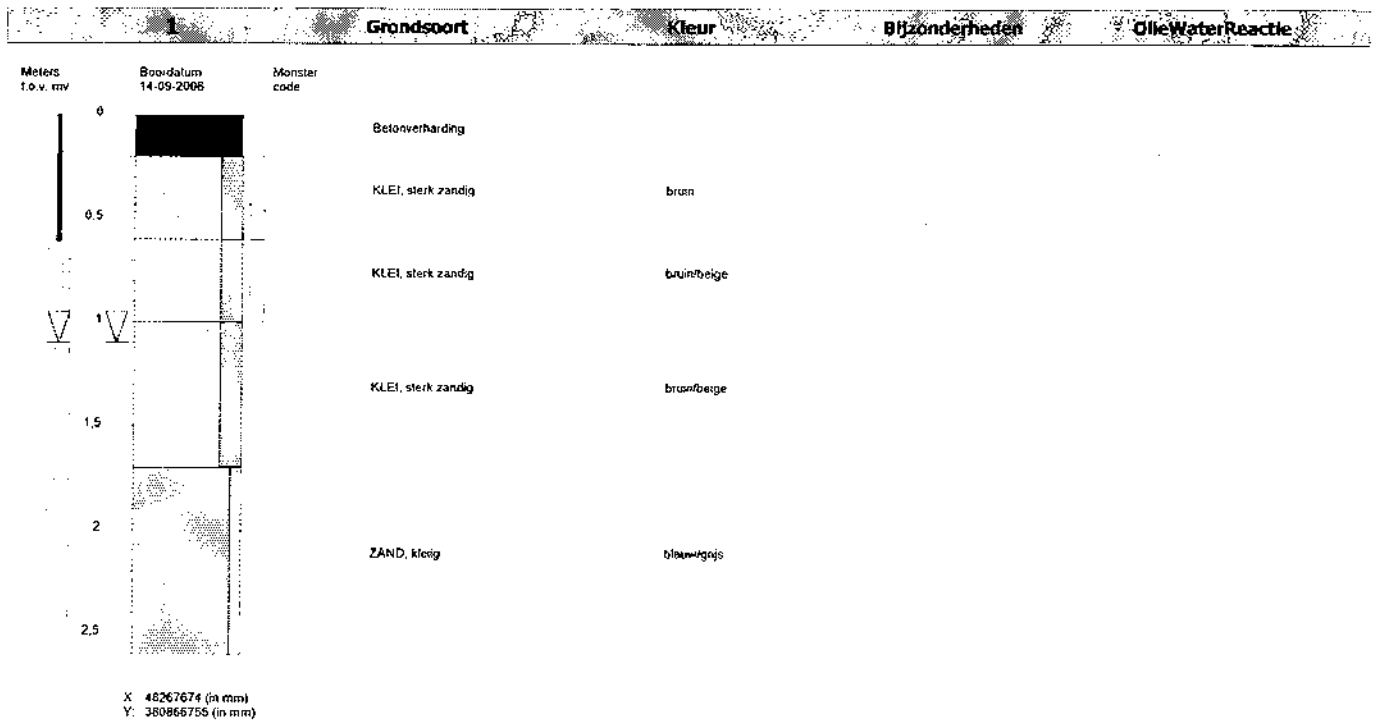 1 Grondsoort Kleur Bijzonderheden OlieWaterReactie
Meters t.o.v. mv Boordatum 14-09-2006 Monster code
0
Betonverharding
KLEI, sterk zandig bruin
0,5
KLEI, sterk zandig bruin/beige
1
KLEI, sterk zandig bruin/beige
1,5
2
ZAND, kleiig blauw/grijs
2,5
X: 48267674 (in mm)
Y: 380866755 (in mm)